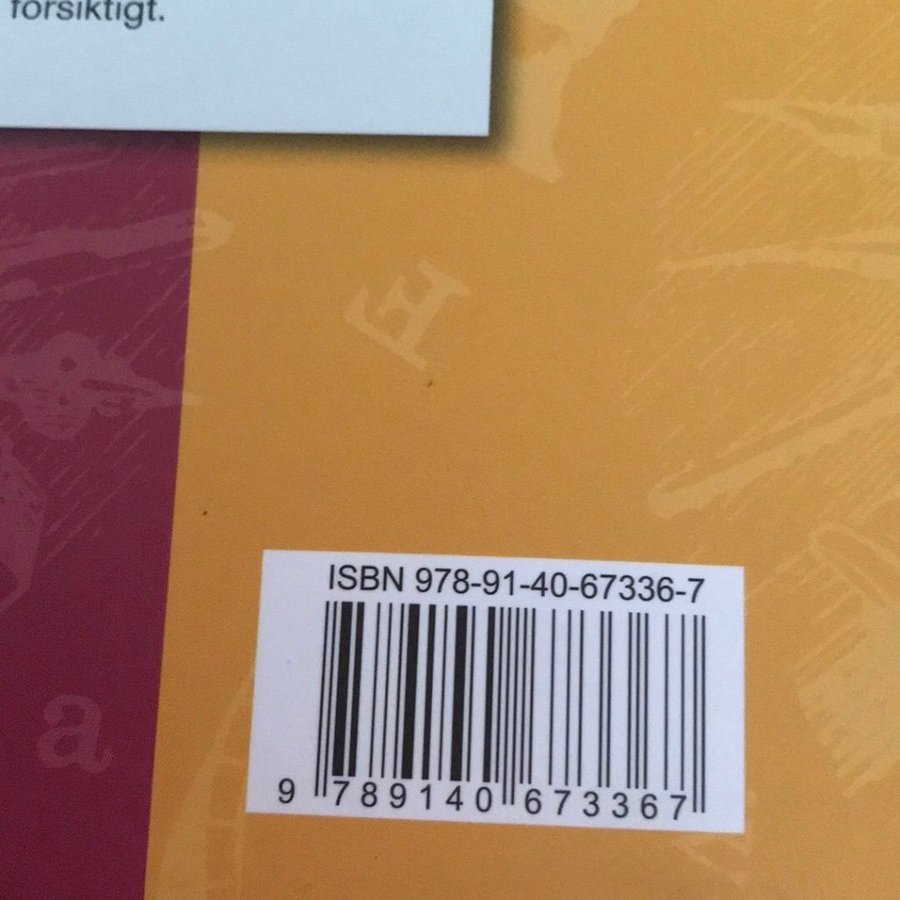 försiktigt.
E
a
ISBN 978-91-40-67336-7
9 789140 673367